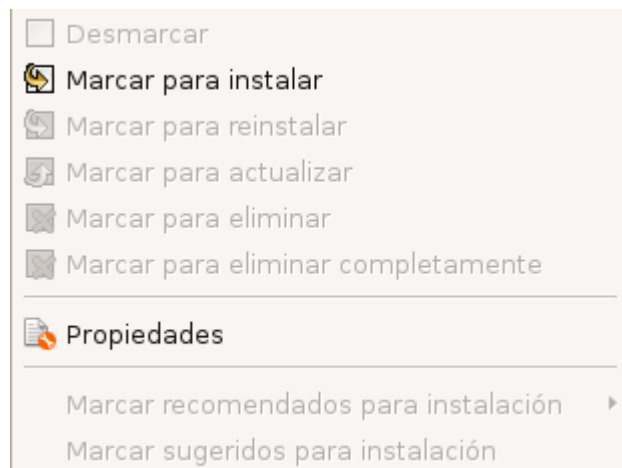 Desmarcar
Marcar para instalar
Marcar para reinstalar
Marcar para actualizar
Marcar para eliminar
Marcar para eliminar completamente
Propiedades
Marcar recomendados para instalación
Marcar sugeridos para instalación